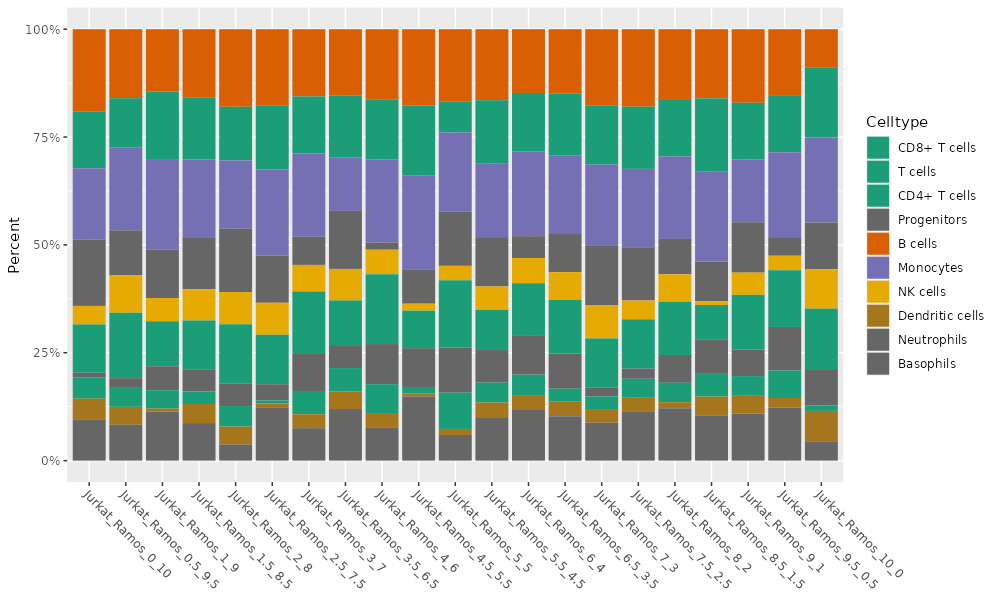 100%
75%
50%
25%
0%
Percent
Jurkat_Ramos_0_10
Jurkat_Ramos_0.5_9.5
Jurkat_Ramos_1_9
Jurkat_Ramos_1.5_8.5
Jurkat_Ramos_2_8
Jurkat_Ramos_2.5_7.5
Jurkat_Ramos_3_7
Jurkat_Ramos_3.5_6.5
Jurkat_Ramos_4_6
Jurkat_Ramos_4.5_5.5
Jurkat_Ramos_5_5
Jurkat_Ramos_5.5_4.5
Jurkat_Ramos_6_4
Jurkat_Ramos_6.5_3.5
Jurkat_Ramos_7_3
Jurkat_Ramos_7.5_2.5
Jurkat_Ramos_8_2
Jurkat_Ramos_8.5_1.5
Jurkat_Ramos_9_1
Jurkat_Ramos_9.5_0.5
Jurkat_Ramos_10_0
Celltype
CD8+ T cells
T cells
CD4+ T cells
Progenitors
B cells
Monocytes
NK cells
Dendritic cells
Neutrophils
Basophils